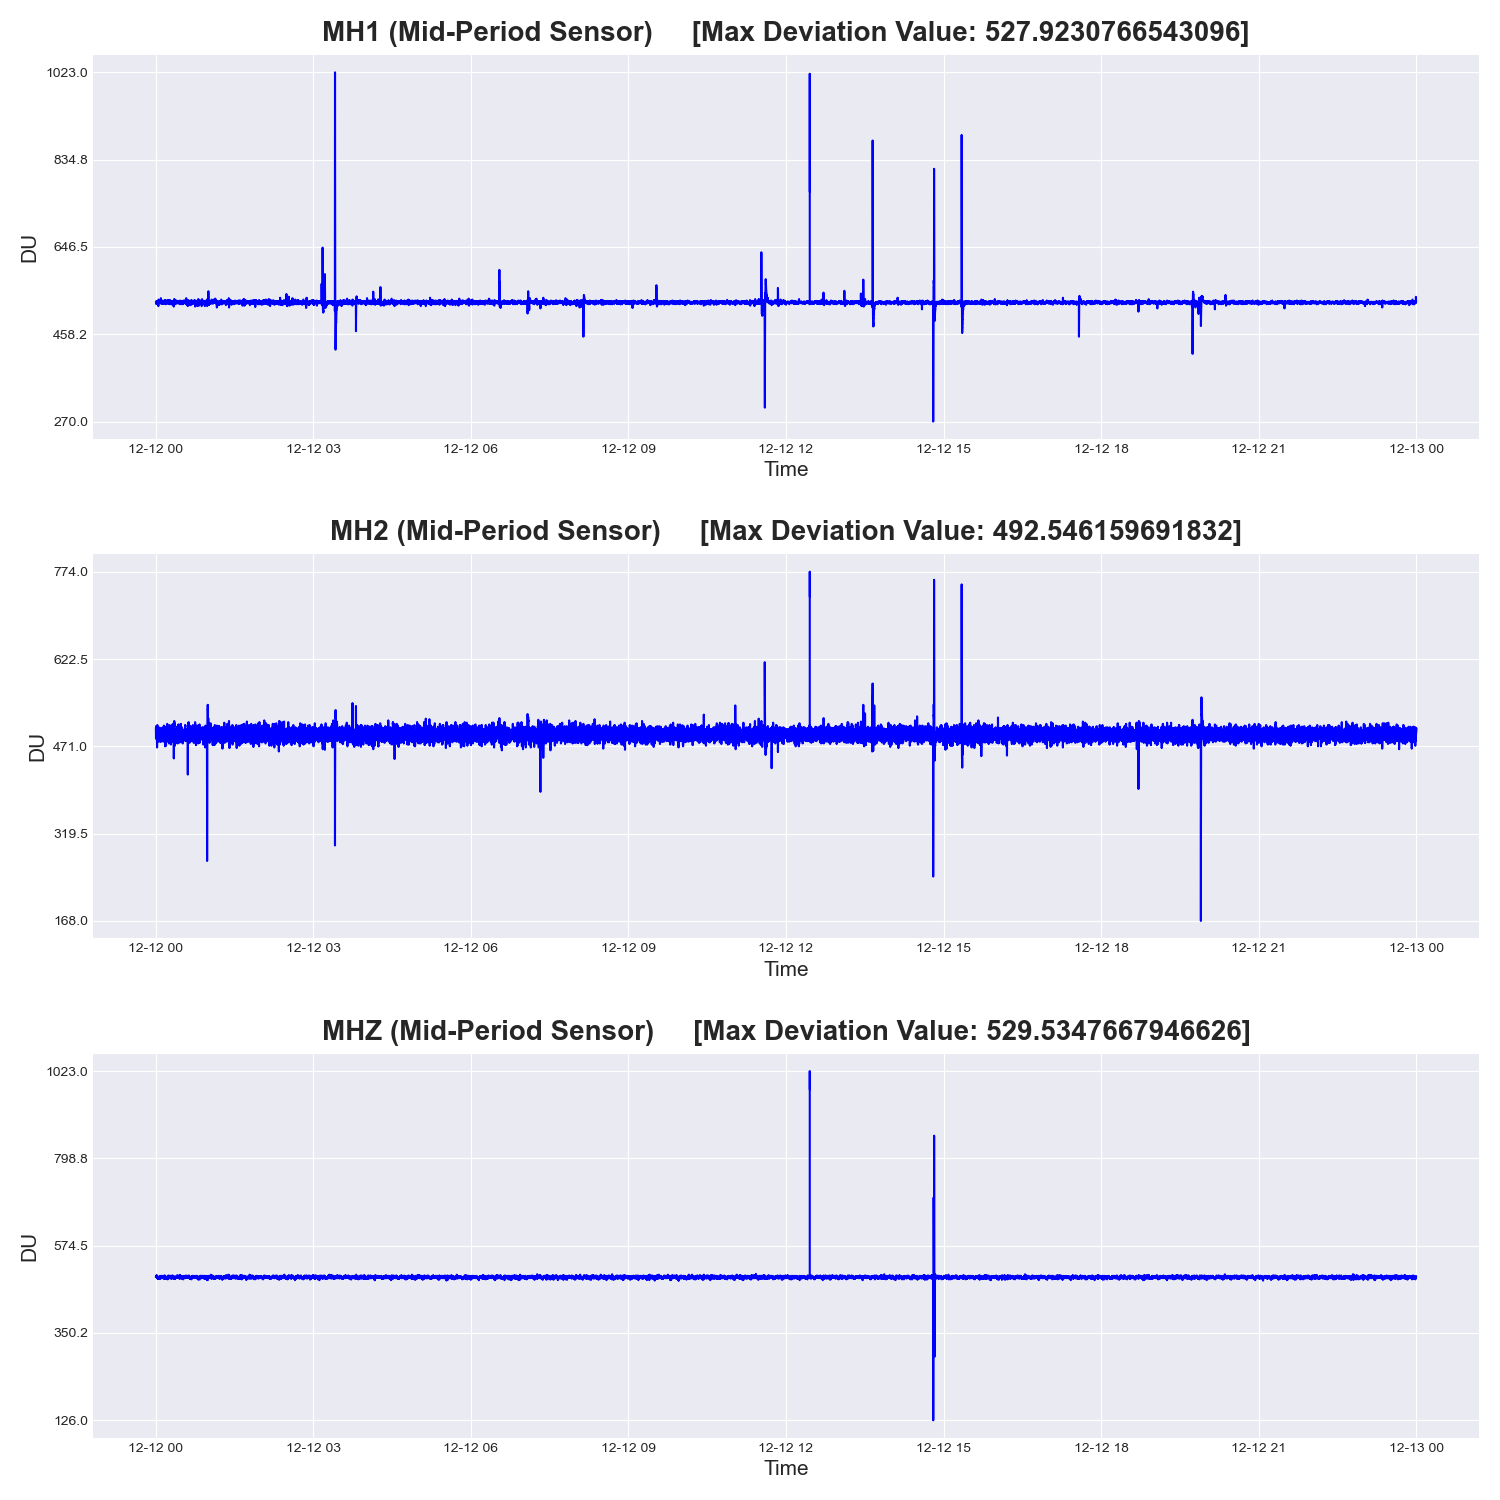 MH1 (Mid-Period Sensor) [Max Deviation Value: 527.9230766543096]
1023.0
834.8
646.5
458.2
270.0
DU
12-12 00 12-12 03 12-12 06 12-12 09 12-12 12 12-12 15 12-12 18 12-12 21 12-13 00
Time
MH2 (Mid-Period Sensor) [Max Deviation Value: 492.546159691832]
774.0
622.5
471.0
319.5
168.0
DU
12-12 00 12-12 03 12-12 06 12-12 09 12-12 12 12-12 15 12-12 18 12-12 21 12-13 00
Time
MHZ (Mid-Period Sensor) [Max Deviation Value: 529.5347667946626]
1023.0
798.8
574.5
350.2
126.0
DU
12-12 00 12-12 03 12-12 06 12-12 09 12-12 12 12-12 15 12-12 18 12-12 21 12-13 00
Time